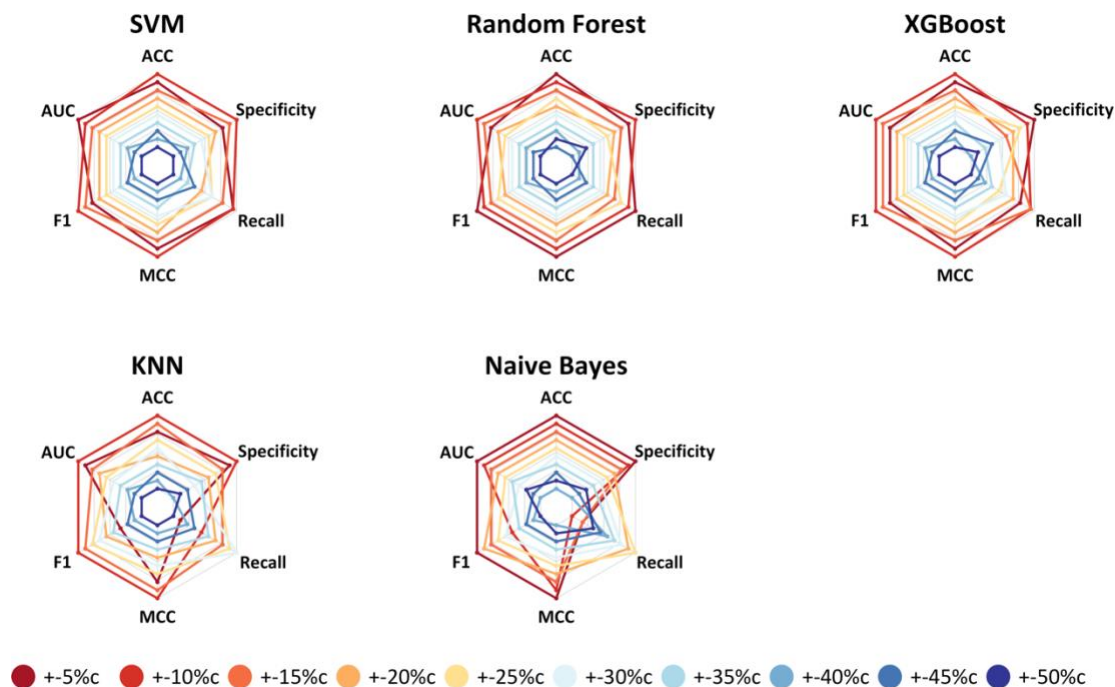 SVM Random Forest XGBoost
ACC ACC ACC
AUC Specificity AUC Specificity AUC Specificity
F1 Recall F1 Recall F1 Recall
MCC MCC MCC
KNN Naive Bayes
ACC ACC
AUC Specificity AUC Specificity
F1 Recall F1 Recall
MCC MCC
+-5%c +-10%c +-15%c +-20%c +-25%c +-30%c +-35%c +-40%c +-45%c +-50%c